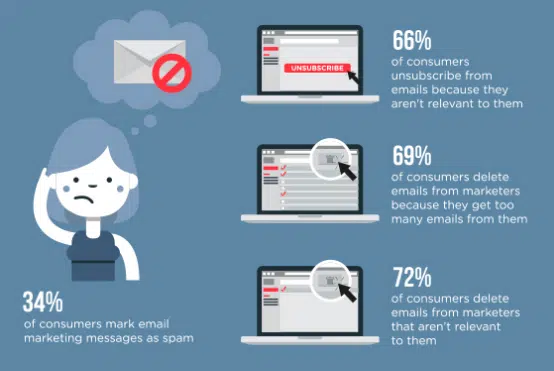 UNSUBSCRIBE
66%
of consumers
unsubscribe from
emails because they
aren't relevant to them
69%
of consumers delete
emails from marketers
because they get too
many emails from them
72%
of consumers delete
emails from marketers
that aren't relevant
to them
34%
of consumers mark email
marketing messages as spam